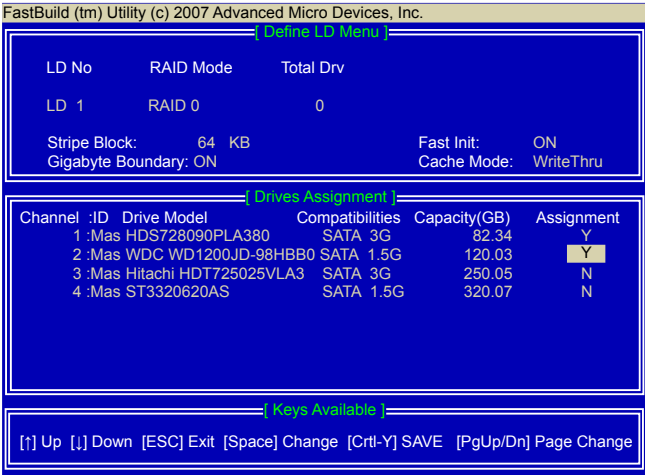 FastBuild (tm) Utility (c) 2007 Advanced Micro Devices, Inc.
[ Define LD Menu ]
LD No RAID Mode Total Drv
LD 1 RAID 0 0
Stripe Block: 64 KB Fast Init: ON
Gigabyte Boundary: ON Cache Mode: WriteThru
[ Drives Assignment ]
Channel :ID Drive Model Compatibilities Capacity(GB) Assignment
1 :Mas HDS728090PLA380 SATA 3G 82.34 Y
2 :Mas WDC WD1200JD-98HBB0 SATA 1.5G 120.03 Y
3 :Mas Hitachi HDT725025VLA3 SATA 3G 250.05 N
4 :Mas ST3320620AS SATA 1.5G 320.07 N
[ Keys Available ]
[↑] Up [↓] Down [ESC] Exit [Space] Change [Crtl-Y] SAVE [PgUp/Dn] Page Change